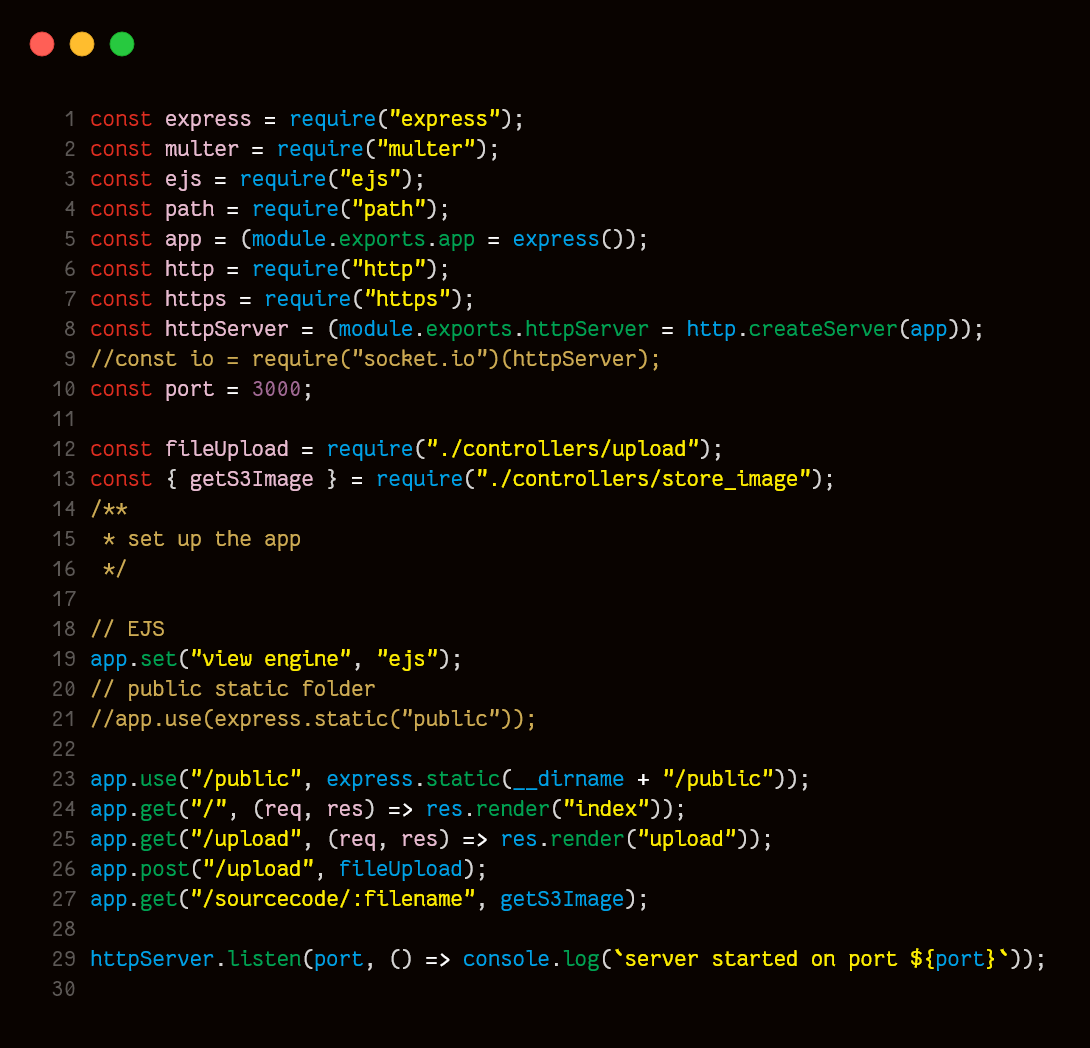 1 const express = require("express");
2 const multer = require("multer");
3 const ejs = require("ejs");
4 const path = require("path");
5 const app = (module.exports.app = express());
6 const http = require("http");
7 const https = require("https");
8 const httpServer = (module.exports.httpServer = http.createServer(app));
9 //const io = require("socket.io")(httpServer);
10 const port = 3000;
11
12 const fileUpload = require("./controllers/upload");
13 const { getS3Image } = require("./controllers/store_image");
14 /**
15  * set up the app
16  */
17
18 // EJS
19 app.set("view engine", "ejs");
20 // public static folder
21 //app.use(express.static("public"));
22
23 app.use("/public", express.static(__dirname + "/public"));
24 app.get("/", (req, res) => res.render("index"));
25 app.get("/upload", (req, res) => res.render("upload"));
26 app.post("/upload", fileUpload);
27 app.get("/sourcecode/:filename", getS3Image);
28
29 httpServer.listen(port, () => console.log(`server started on port ${port}`));
30